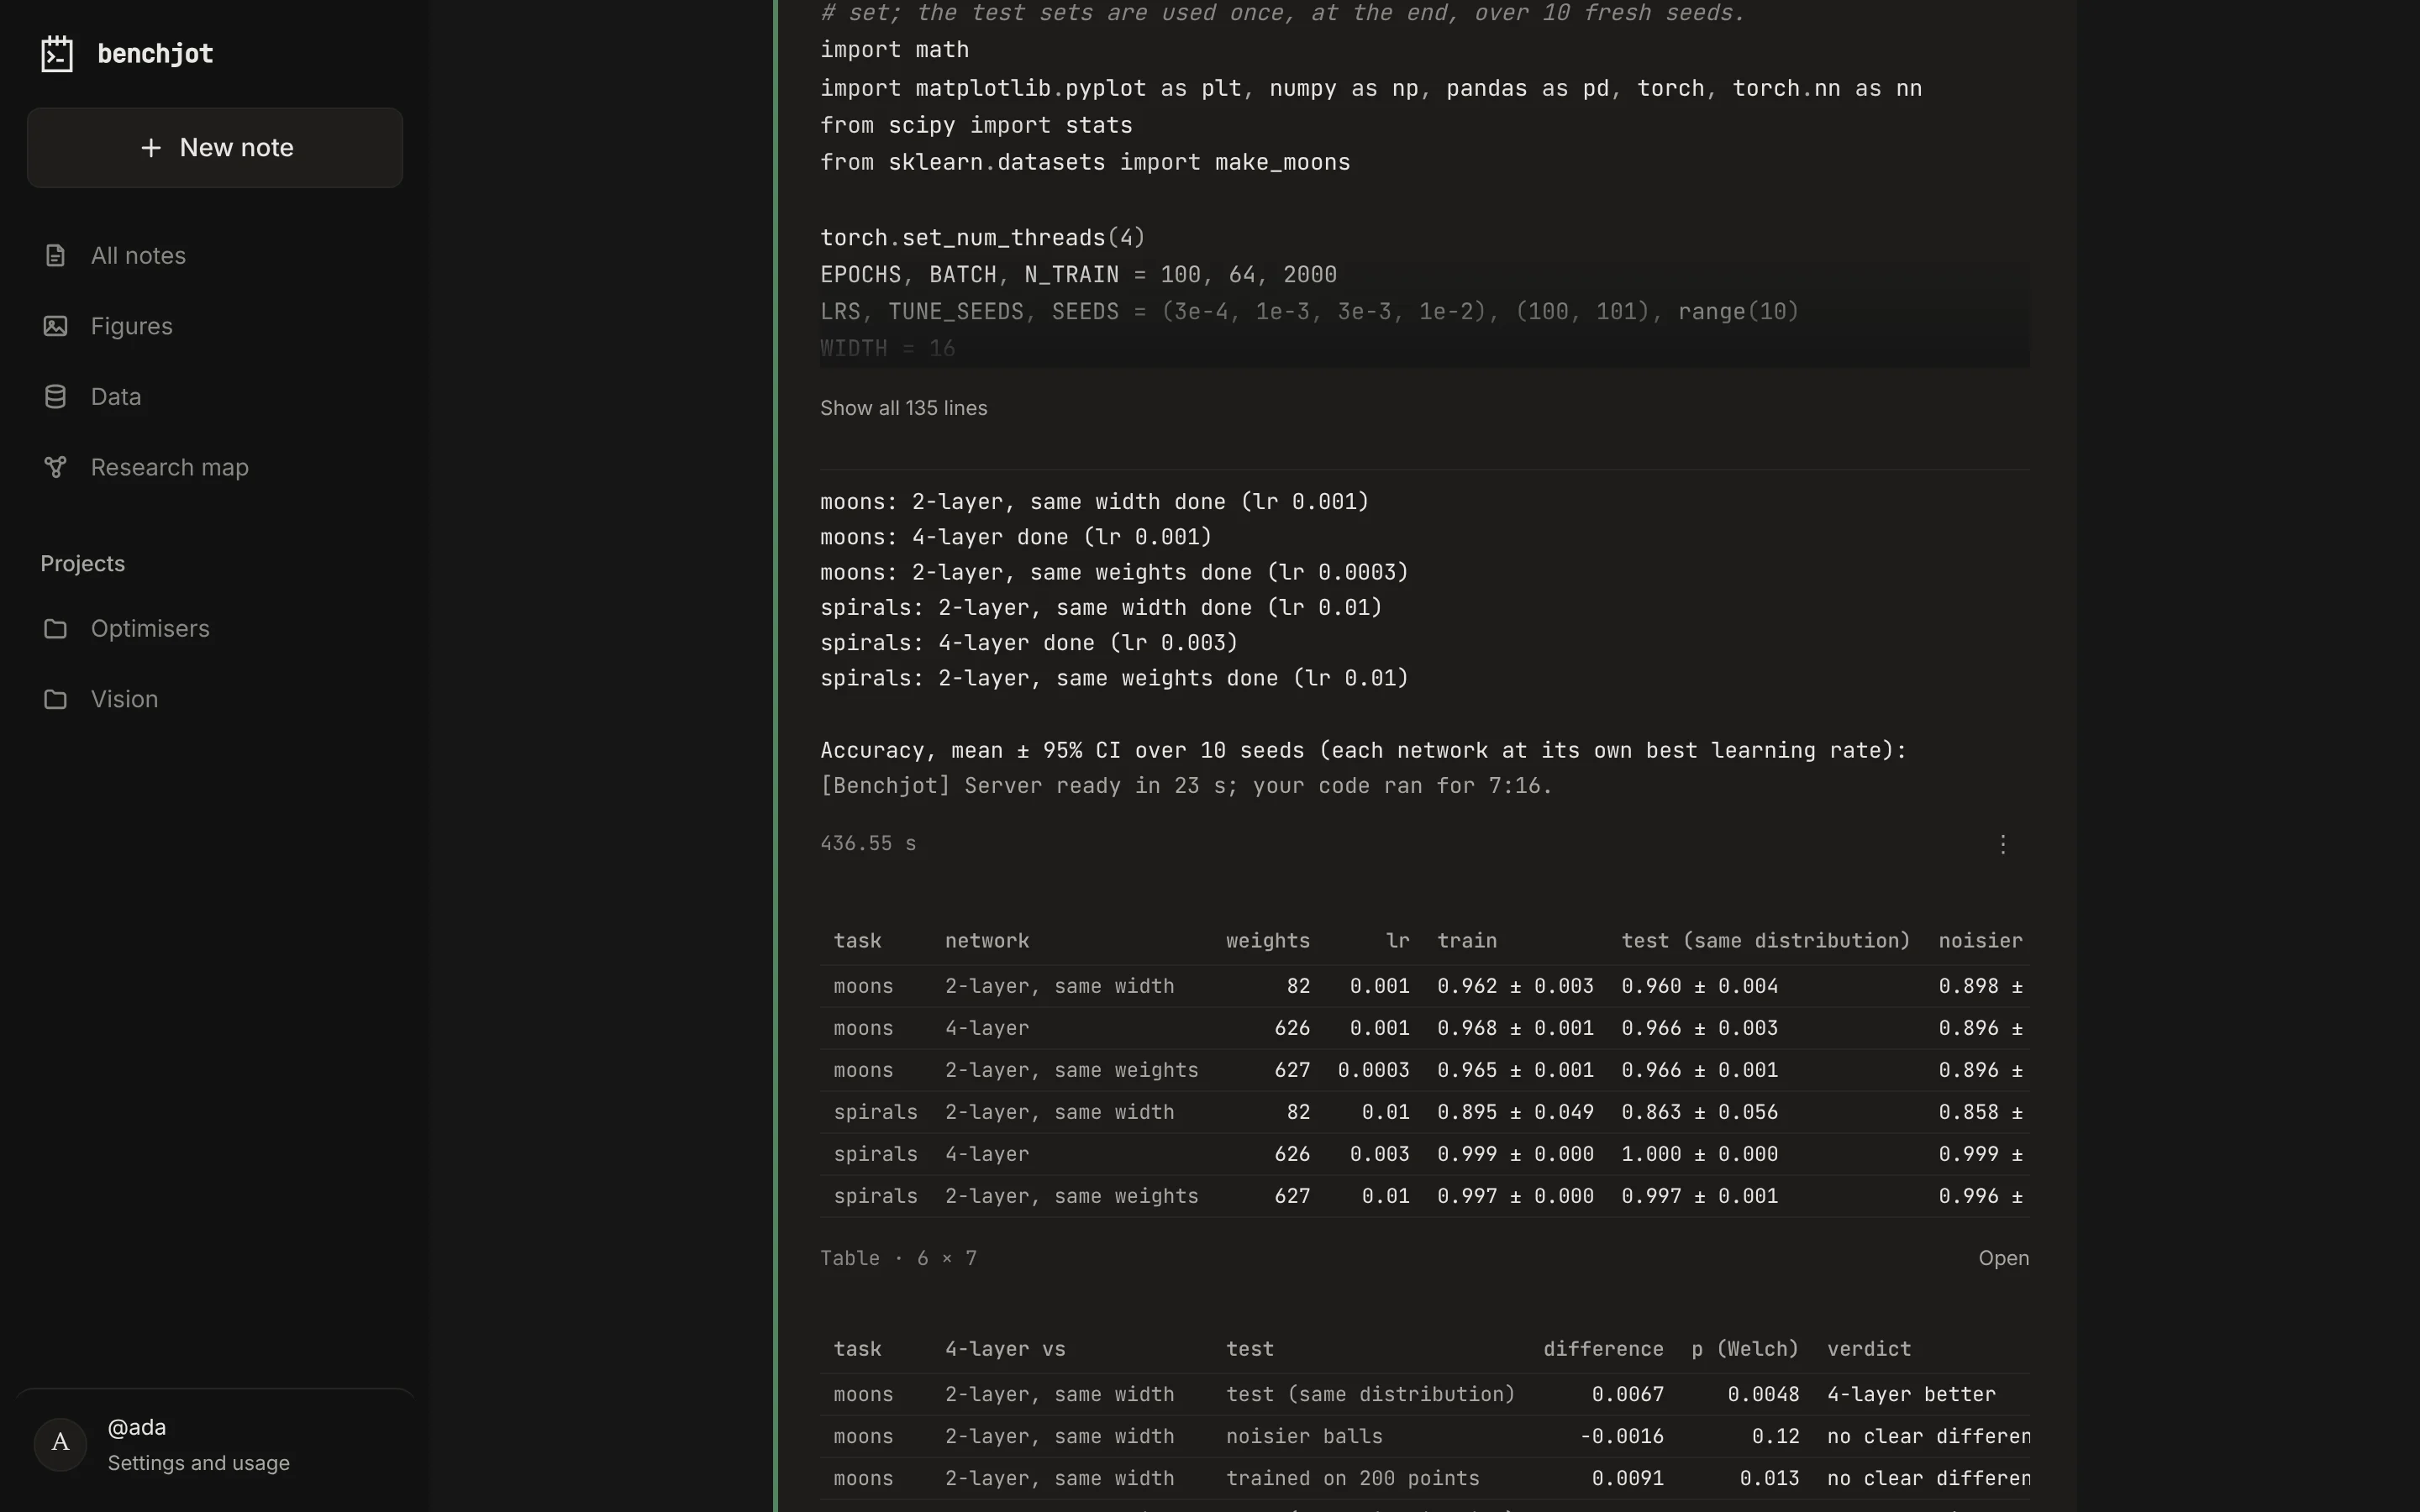 benchjot
New note
All notes
Figures
Data
Research map
Projects
Optimisers
Vision
@ada
Settings and usage
A
# set; the test sets are used once, at the end, over 10 fresh seeds.
import math
import matplotlib.pyplot as plt, numpy as np, pandas as pd, torch, torch.nn as nn
from scipy import stats
from sklearn.datasets import make_moons
torch.set_num_threads(4)
EPOCHS, BATCH, N_TRAIN = 100, 64, 2000
LRS, TUNE_SEEDS, SEEDS = (3e-4, 1e-3, 3e-3, 1e-2), (100, 101), range(10)
WIDTH = 16
Show all 135 lines
moons: 2-layer, same width done (lr 0.001)
moons: 4-layer done (lr 0.001)
moons: 2-layer, same weights done (lr 0.0003)
spirals: 2-layer, same width done (lr 0.01)
spirals: 4-layer done (lr 0.003)
spirals: 2-layer, same weights done (lr 0.01)
Accuracy, mean ± 95% CI over 10 seeds (each network at its own best learning rate):
[Benchjot] Server ready in 23 s; your code ran for 7:16.
436.55 s
task network weights lr train test (same distribution) noisier
moons 2-layer, same width 82 0.001 0.962 ± 0.003 0.960 ± 0.004 0.898 ±
moons 4-layer 626 0.001 0.968 ± 0.001 0.966 ± 0.003 0.896 ±
moons 2-layer, same weights 627 0.0003 0.965 ± 0.001 0.966 ± 0.001 0.896 ±
spirals 2-layer, same width 82 0.01 0.895 ± 0.049 0.863 ± 0.056 0.858 ±
spirals 4-layer 626 0.003 0.999 ± 0.000 1.000 ± 0.000 0.999 ±
spirals 2-layer, same weights 627 0.01 0.997 ± 0.000 0.997 ± 0.001 0.996 ±
Table · 6 × 7
Open
task 4-layer vs test difference p (Welch) verdict
moons 2-layer, same width test (same distribution) 0.0067 0.0048 4-layer better
moons 2-layer, same width noisier balls -0.0016 0.12 no clear differen
moons 2-layer, same width trained on 200 points 0.0091 0.013 no clear differen